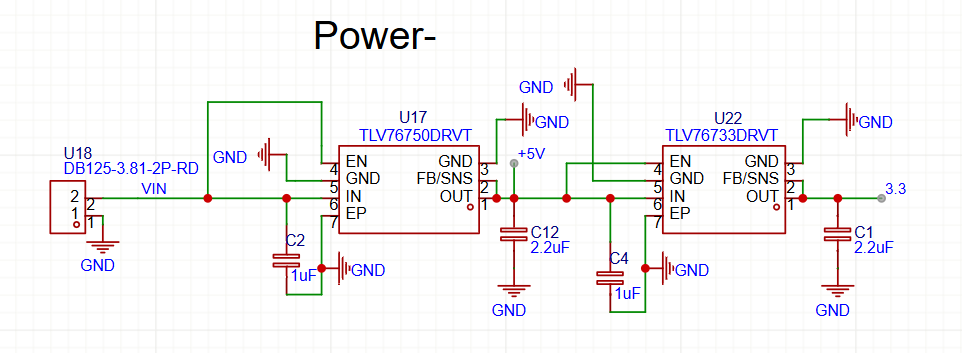 Power-
U18
DB125-3.81-2P-RD
VIN
2
1
2
1
GND
GND
U17
TLV76750DRVT
EN
GND
IN
EP
4
5
6
7
GND
FB/SNS
OUT
3
2
1
GND
C2
1uF
GND
+5V
C12
2.2uF
GND
GND
U22
TLV76733DRVT
EN
GND
IN
EP
4
5
6
7
GND
FB/SNS
OUT
3
2
1
GND
C4
1uF
GND
3.3
C1
2.2uF
GND